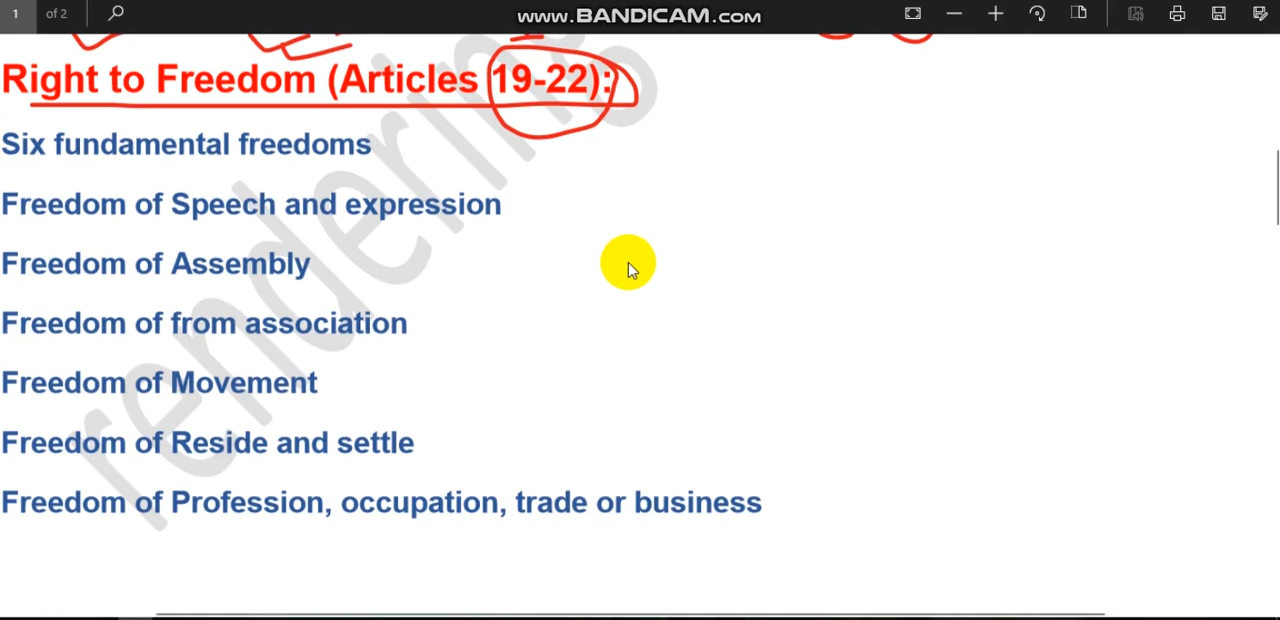 1 of 2
www.BANDICAM.com
Right to Freedom (Articles 19-22):
Six fundamental freedoms
Freedom of Speech and expression
Freedom of Assembly
Freedom of from association
Freedom of Movement
Freedom of Reside and settle
Freedom of Profession, occupation, trade or business
rendering